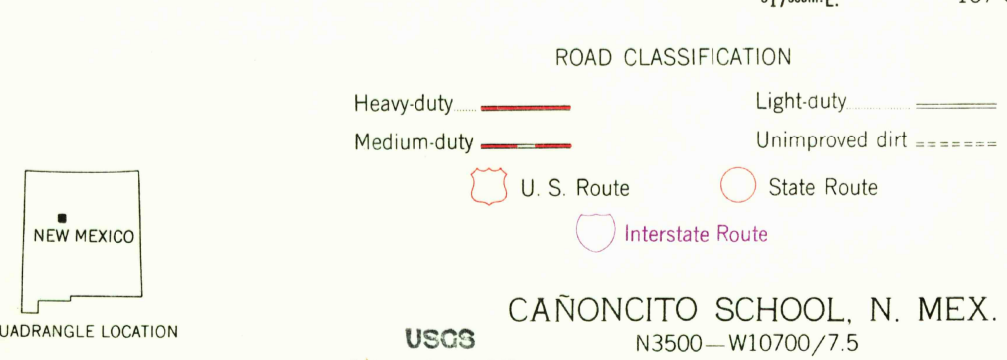 ROAD CLASSIFICATION
Heavy-duty
Light-duty
Medium-duty
Unimproved dirt
U. S. Route
State Route
Interstate Route
NEW MEXICO
UADRANGLE LOCATION
USGS
CAÑONCITO SCHOOL, N. MEX.
N3500—W10700/7.5